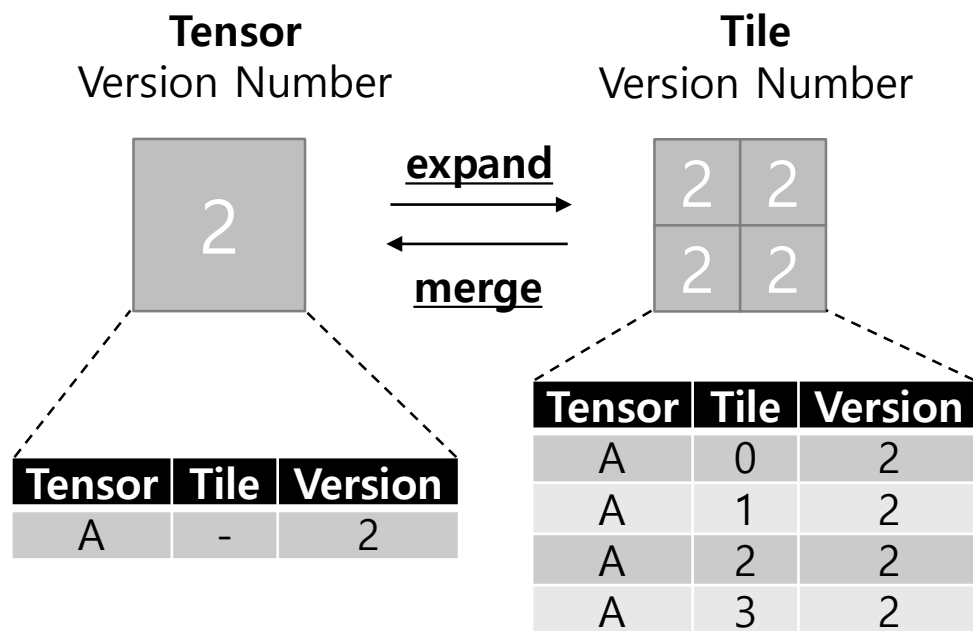 Tensor
Version Number
2
Tensor Tile Version
A - 2
expand
merge
Tile
Version Number
2 2
2 2
Tensor Tile Version
A 0 2
A 1 2
A 2 2
A 3 2